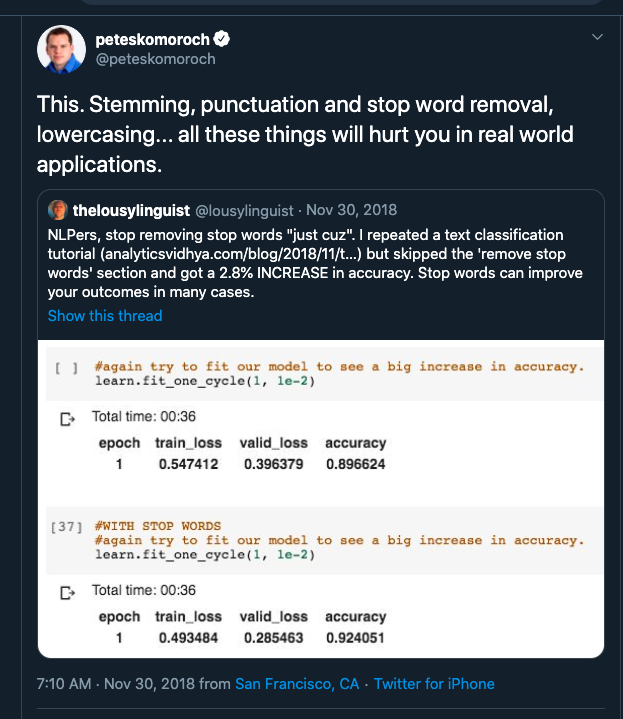 peteskomoroch
@peteskomoroch
This. Stemming, punctuation and stop word removal,
lowercasing... all these things will hurt you in real world
applications.
thelousylinguist @lousylinguist · Nov 30, 2018
NLPers, stop removing stop words "just cuz". I repeated a text classification
tutorial (analyticsvidhya.com/blog/2018/11/t...) but skipped the 'remove stop
words' section and got a 2.8% INCREASE in accuracy. Stop words can improve
your outcomes in many cases.
Show this thread
[ ] #again try to fit our model to see a big increase in accuracy.
learn.fit_one_cycle(1, 1e-2)
Total time: 00:36
epoch train_loss valid_loss accuracy
1 0.547412 0.396379 0.896624
[37] #WITH STOP WORDS
#again try to fit our model to see a big increase in accuracy.
learn.fit_one_cycle(1, 1e-2)
Total time: 00:36
epoch train_loss valid_loss accuracy
1 0.493484 0.285463 0.924051
7:10 AM · Nov 30, 2018 from San Francisco, CA · Twitter for iPhone